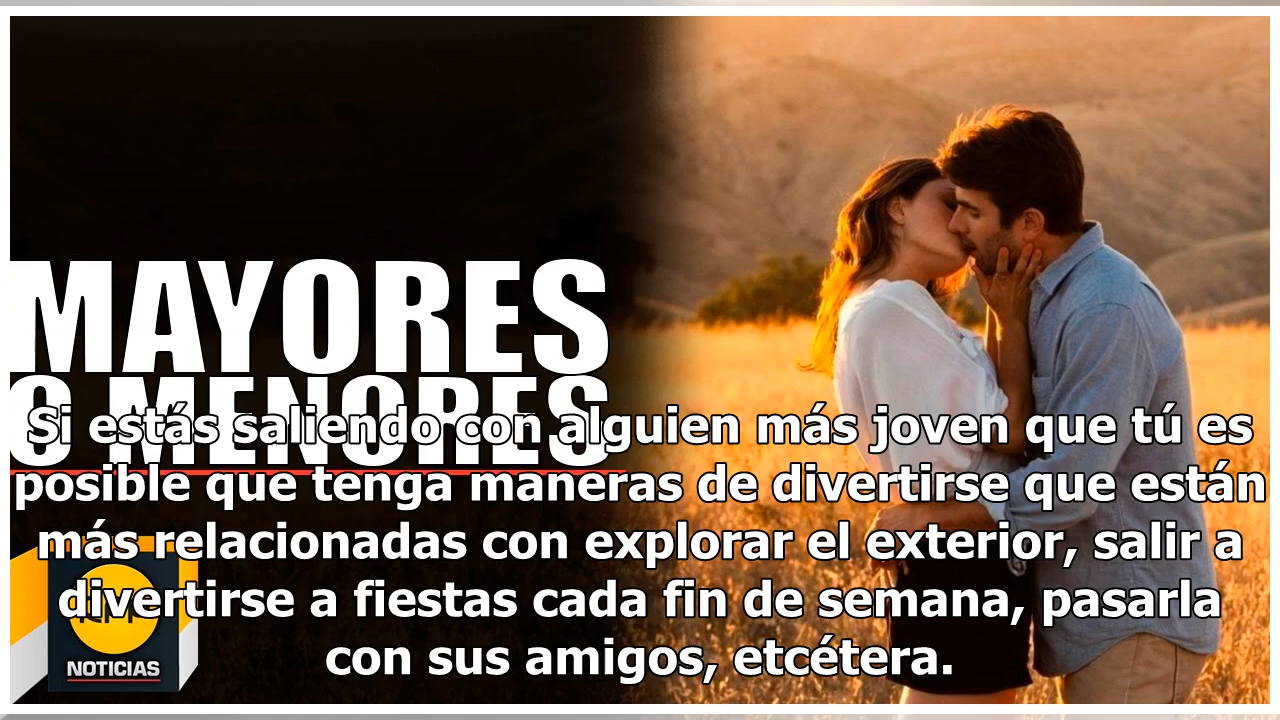 MAYORES
O MENORES
Si estás saliendo con alguien más joven que tú es
posible que tenga maneras de divertirse que están
más relacionadas con explorar el exterior, salir a
divertirse a fiestas cada fin de semana, pasarla
con sus amigos, etcétera.
NOTICIAS